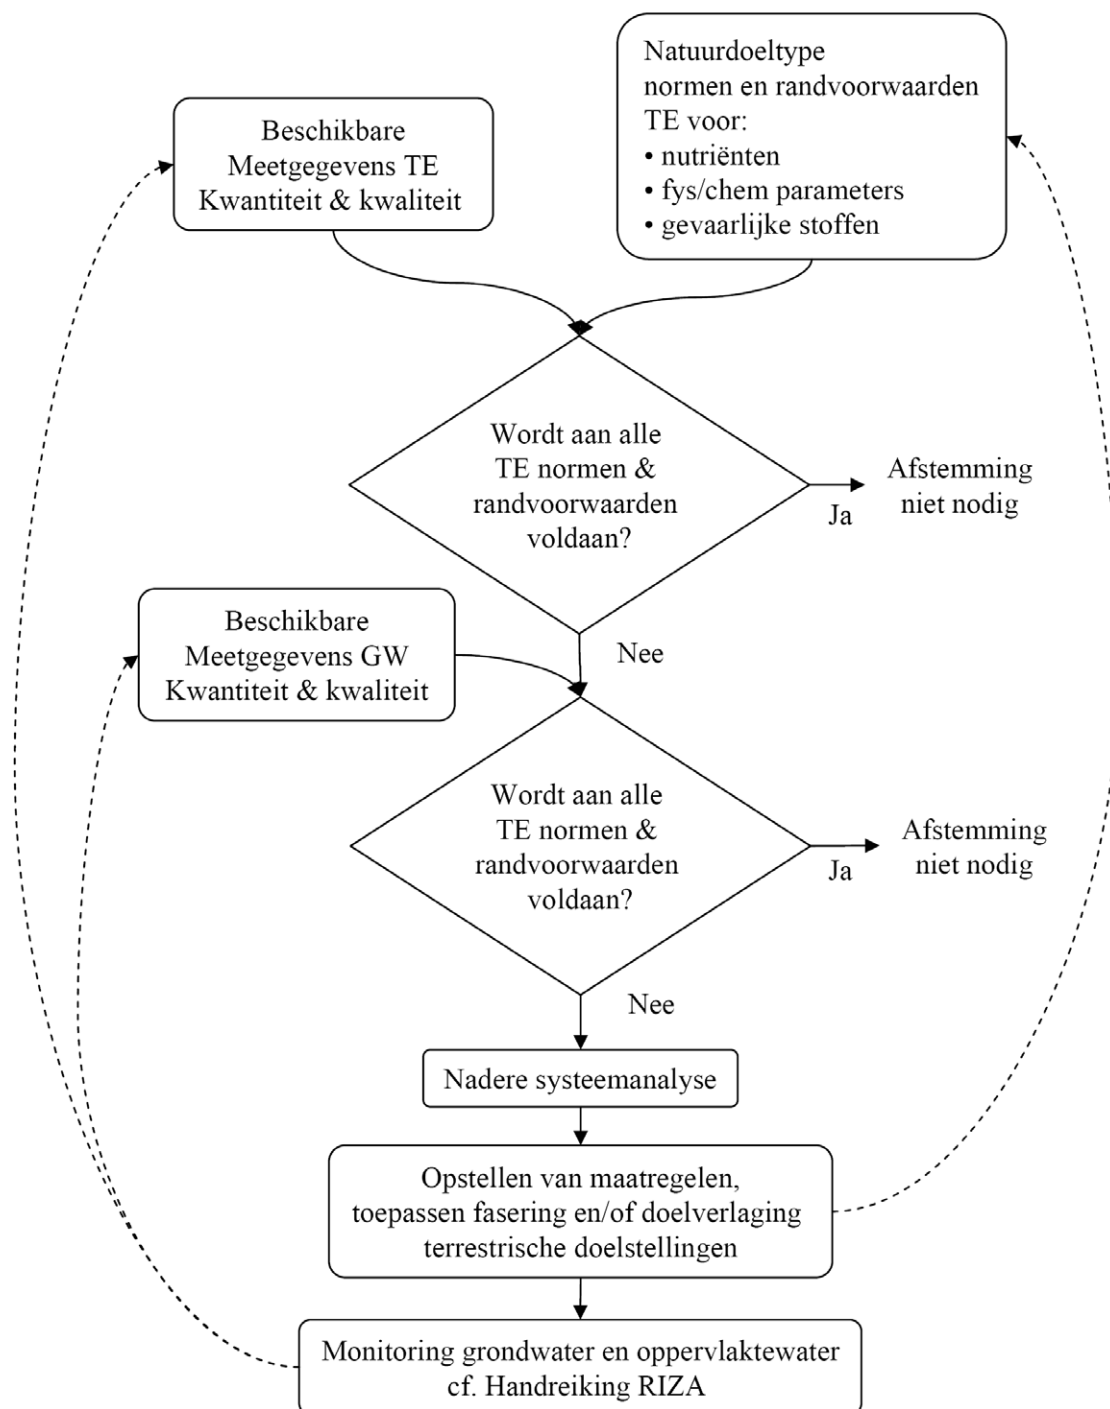 Beschikbare
Meetgegevens TE
Kwantiteit & kwaliteit
Natuurdoeltype
normen en randvoorwaarden
TE voor:
• nutriënten
• fys/chem parameters
• gevaarlijke stoffen
Wordt aan alle
TE normen &
randvoorwaarden
voldaan?
Ja
Afstemming
niet nodig
Nee
Beschikbare
Meetgegevens GW
Kwantiteit & kwaliteit
Wordt aan alle
TE normen &
randvoorwaarden
voldaan?
Ja
Afstemming
niet nodig
Nee
Nadere systeemanalyse
Opstellen van maatregelen,
toepassen fasering en/of doelverlaging
terrestrische doelstellingen
Monitoring grondwater en oppervlaktewater
cf. Handreiking RIZA